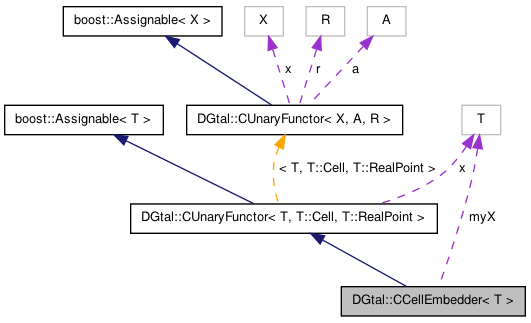 boost::Assignable< X >
X
R
A
x
r
a
boost::Assignable< T >
DGtal::CUnaryFunctor< X, A, R >
T
< T, T::Cell, T::RealPoint >
x
DGtal::CUnaryFunctor< T, T::Cell, T::RealPoint >
myX
DGtal::CCellEmbedder< T >